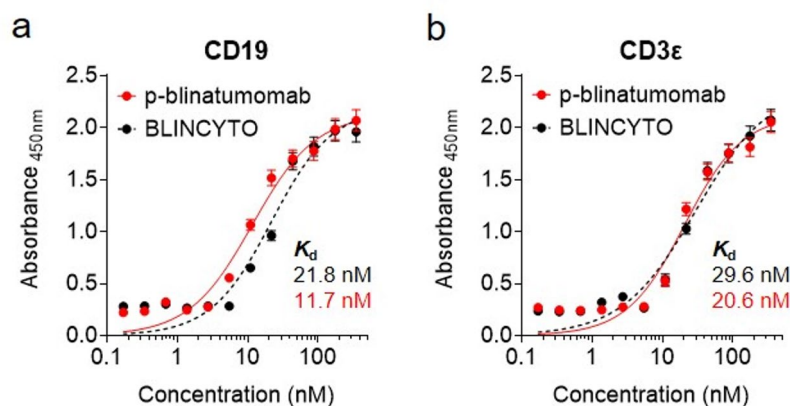 a
CD19
2.5
2.0
1.5
1.0
0.5
0.0
Absorbance 450nm
p-blinatumomab
BLINCYTO
Kd
21.8 nM
11.7 nM
0.1 1 10 100
Concentration (nM)
b
CD3ε
2.5
2.0
1.5
1.0
0.5
0.0
Absorbance 450nm
p-blinatumomab
BLINCYTO
Kd
29.6 nM
20.6 nM
0.1 1 10 100
Concentration (nM)